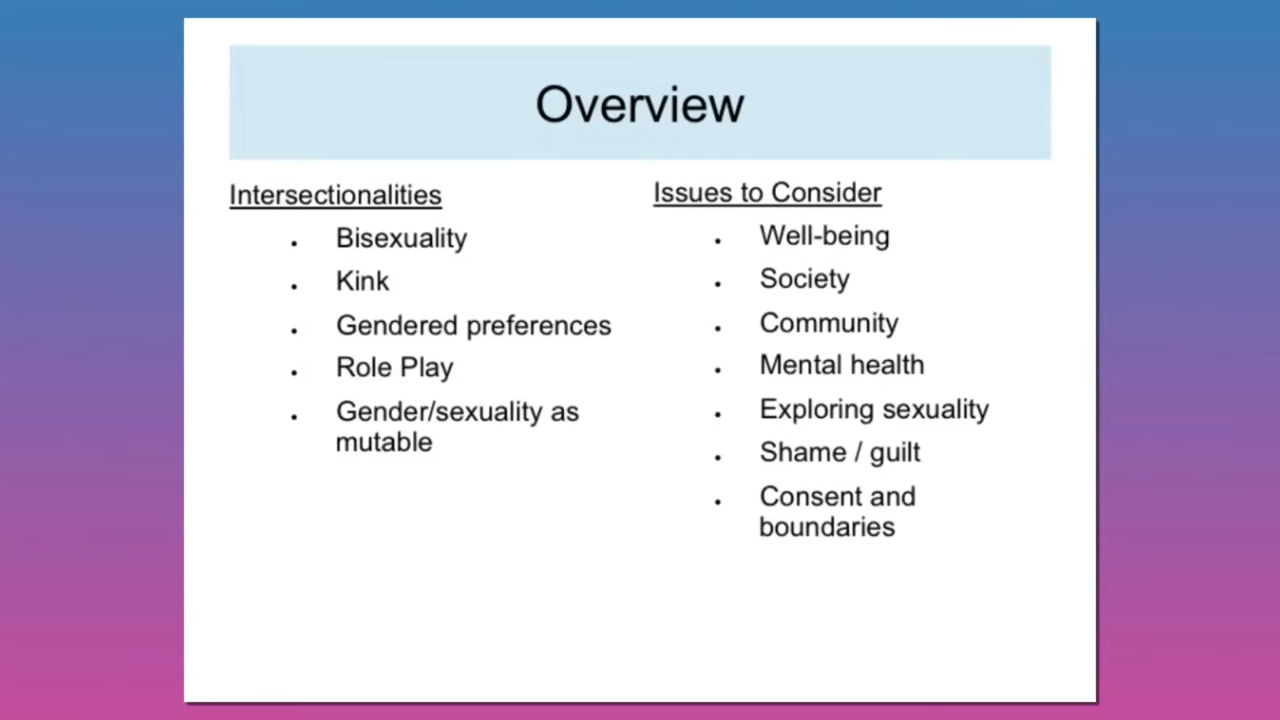 Overview
Intersectionalities
Bisexuality
Kink
Gendered preferences
Role Play
Gender/sexuality as
mutable
Issues to Consider
Well-being
Society
Community
Mental health
Exploring sexuality
Shame / guilt
Consent and
boundaries